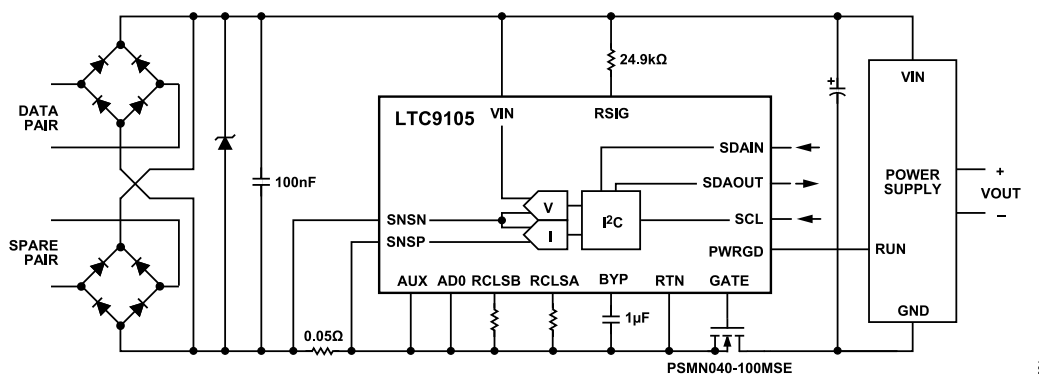 24.9kΩ
VIN
LTC9105
VIN
RSIG
DATA
PAIR
SDAIN
100nF
V
SDAOUT
POWER
SUPPLY
+
VOUT
–
SNSN
I²C
SCL
SPARE
PAIR
SNSP
I
PWRGD
RUN
AUX
AD0
RCLSB
RCLSA
BYP
RTN
GATE
GND
0.05Ω
1µF
PSMN040-100MSE
+